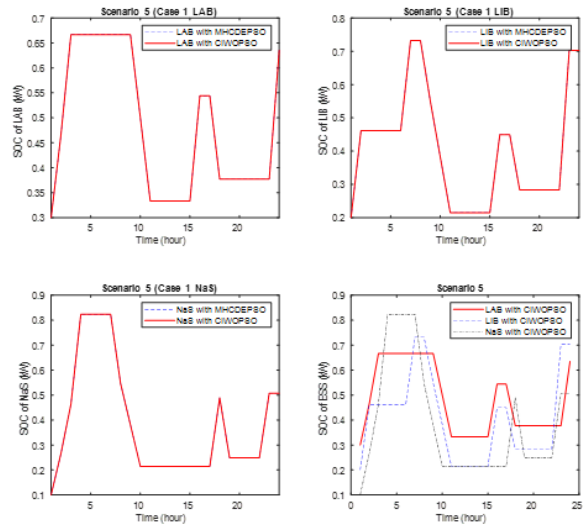 Scenario 5 (Case 1 LAB)
SOC of LAB (kW)
0.7
0.65
0.6
0.55
0.5
0.45
0.4
0.35
0.3
LAB with MHCDEPSO
LAB with CIWOPSO
5 10 15 20
Time (hour)
Scenario 5 (Case 1 LIB)
SOC of LIB (kW)
0.8
0.7
0.6
0.5
0.4
0.3
0.2
LIB with MHCDEPSO
LIB with CIWOPSO
5 10 15 20
Time (hour)
Scenario 5 (Case 1 NaS)
SOC of NaS (kW)
0.9
0.8
0.7
0.6
0.5
0.4
0.3
0.2
0.1
NaS with MHCDEPSO
NaS with CIWOPSO
5 10 15 20
Time (hour)
Scenario 5
SOC of ESS (kW)
0.9
0.8
0.7
0.6
0.5
0.4
0.3
0.2
0.1
LAB with CIWOPSO
LIB with CIWOPSO
NaS with CIWOPSO
0 5 10 15 20 25
Time (hour)